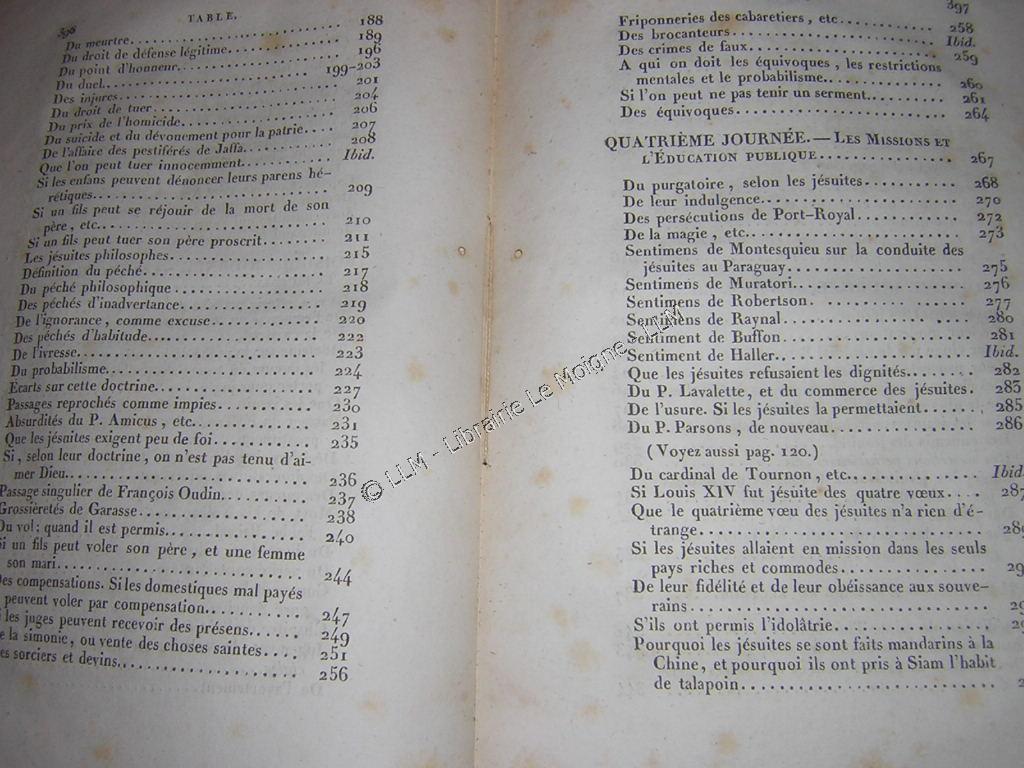 396 TABLE.
Du meurtre. 188
Du droit de défense légitime. 189
Du point d'honneur. 196
Du duel. 199-203
Des injures. 201
Du droit de tuer. 204
Du prix de l'homicide. 206
Du suicide et du dévouement pour la patrie. 207
De l'affaire des pestiférés de Jaffa. 208
Que l'on peut tuer innocemment. Ibid.
Si les enfans peuvent dénoncer leurs parens hé-
rétiques. 209
Si un fils peut se réjouir de la mort de son
père, etc. 210
Si un fils peut tuer son père proscrit. 211
Les jésuites philosophes. 215
Définition du péché. 217
Du péché philosophique. 218
Des péchés d'inadvertance. 219
De l'ignorance, comme excuse. 220
Des péchés d'habitude. 222
De l'ivresse. 223
Du probabilisme. 224
Écarts sur cette doctrine. 227
Passages reprochés comme impies. 230
Absurdités du P. Amicus, etc. 231
Que les jésuites exigent peu de foi. 235
Si, selon leur doctrine, on n'est pas tenu d'ai-
mer Dieu. 236
Passage singulier de François Oudin. 237
Grossièretés de Garasse. 238
Du vol: quand il est permis. 240
Si un fils peut voler son père, et une femme
son mari. 244
Des compensations. Si les domestiques mal payés
peuvent voler par compensation. 247
les juges peuvent recevoir des présens. 249
la simonie, ou vente des choses saintes. 251
sorciers et devins. 256
397
Friponneries des cabaretiers, etc. 258
Des brocanteurs. Ibid.
Des crimes de faux. 259
A qui on doit les équivoques, les restrictions
mentales et le probabilisme. 260
Si l'on peut ne pas tenir un serment. 261
Des équivoques. 264
QUATRIÈME JOURNÉE.—Les Missions et
l'Éducation publique. 267
Du purgatoire, selon les jésuites. 268
De leur indulgence. 270
Des persécutions de Port-Royal. 272
De la magie, etc. 273
Sentimens de Montesquieu sur la conduite des
jésuites au Paraguay. 275
Sentimens de Muratori. 276
Sentimens de Robertson. 277
Sentimens de Raynal. 280
Sentiment de Buffon. 281
Sentiment de Haller. Ibid.
Que les jésuites refusaient les dignités. 282
Du P. Lavalette, et du commerce des jésuites. 283
De l'usure. Si les jésuites la permettaient. 285
Du P. Parsons, de nouveau. 286
(Voyez aussi pag. 120.)
Du cardinal de Tournon, etc. Ibid.
Si Louis XIV fut jésuite des quatre vœux. 287
Que le quatrième vœu des jésuites n'a rien d'é-
trange. 28
Si les jésuites allaient en mission dans les seuls
pays riches et commodes. 29
De leur fidélité et de leur obéissance aux souve-
rains. 29
S'ils ont permis l'idolâtrie. 29
Pourquoi les jésuites se sont faits mandarins à la
Chine, et pourquoi ils ont pris à Siam l'habit
de talapoin. 2
© LLM - Librairie Le Moigne - LLM